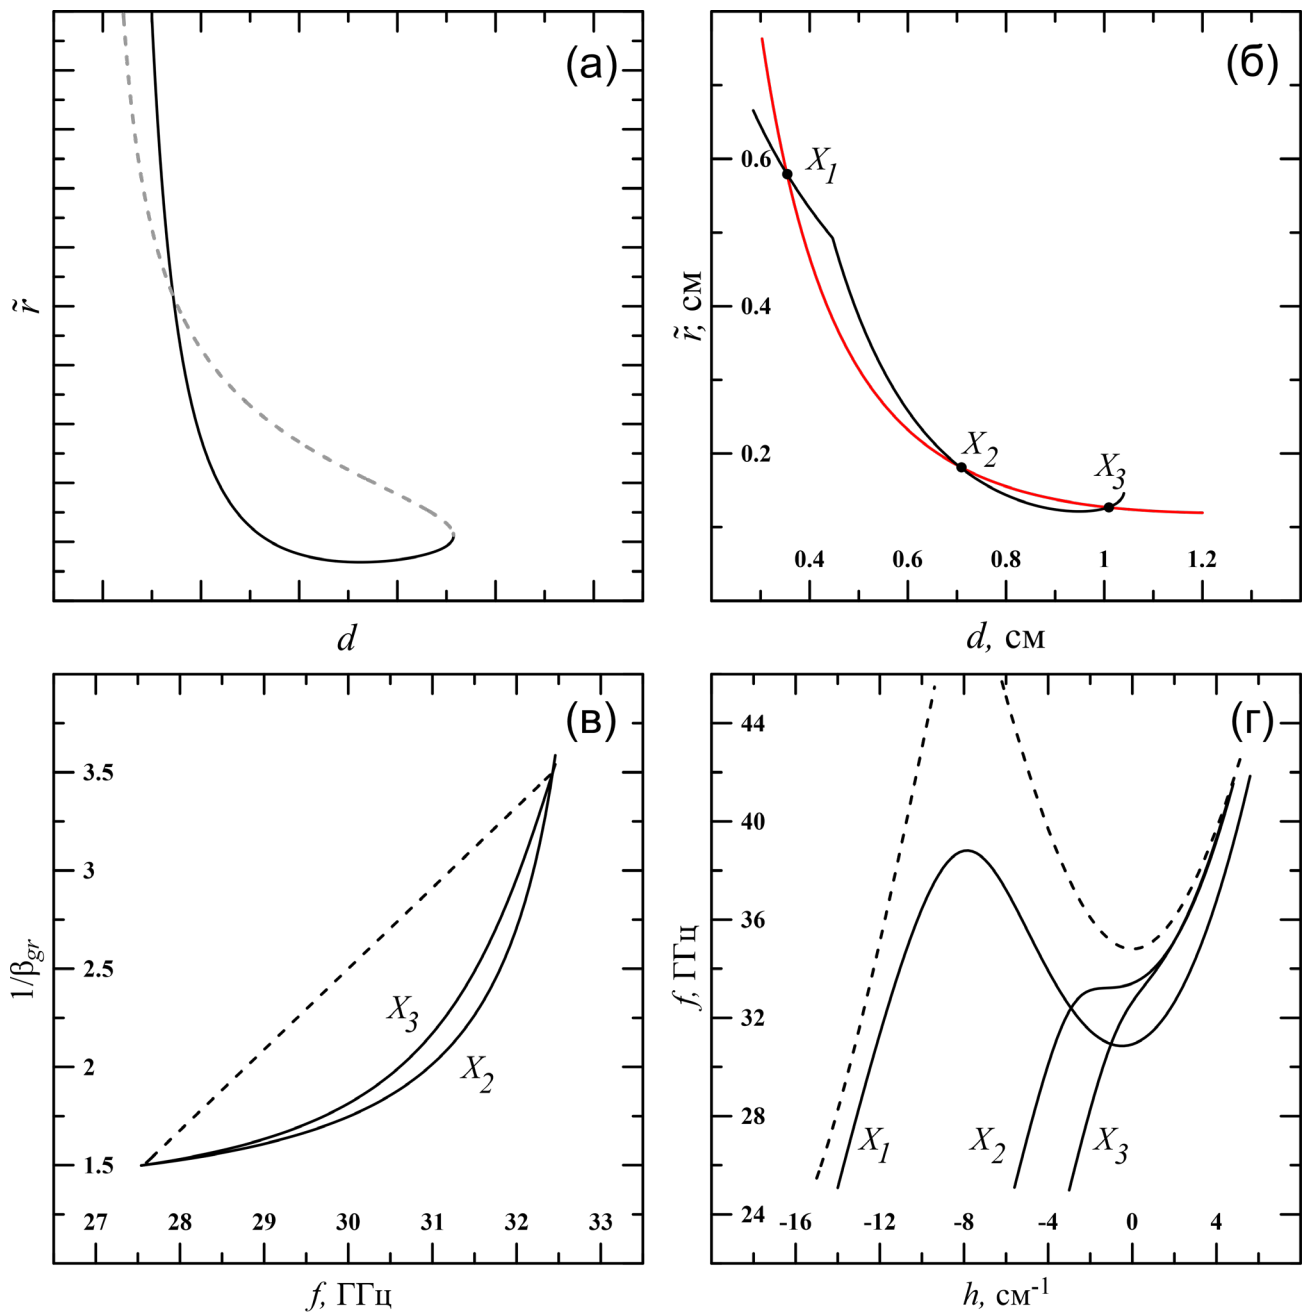 (а)
r̃
d
(б)
0.6
0.4
0.2
X1
X2
X3
0.4 0.6 0.8 1 1.2
r̃, см
d, см
(в)
3.5
3
2.5
2
1.5
X3
X2
27 28 29 30 31 32 33
1/βgr
f, ГГц
(г)
44
40
36
32
28
24
X1 X2 X3
-16 -12 -8 -4 0 4
f, ГГц
h, см-1